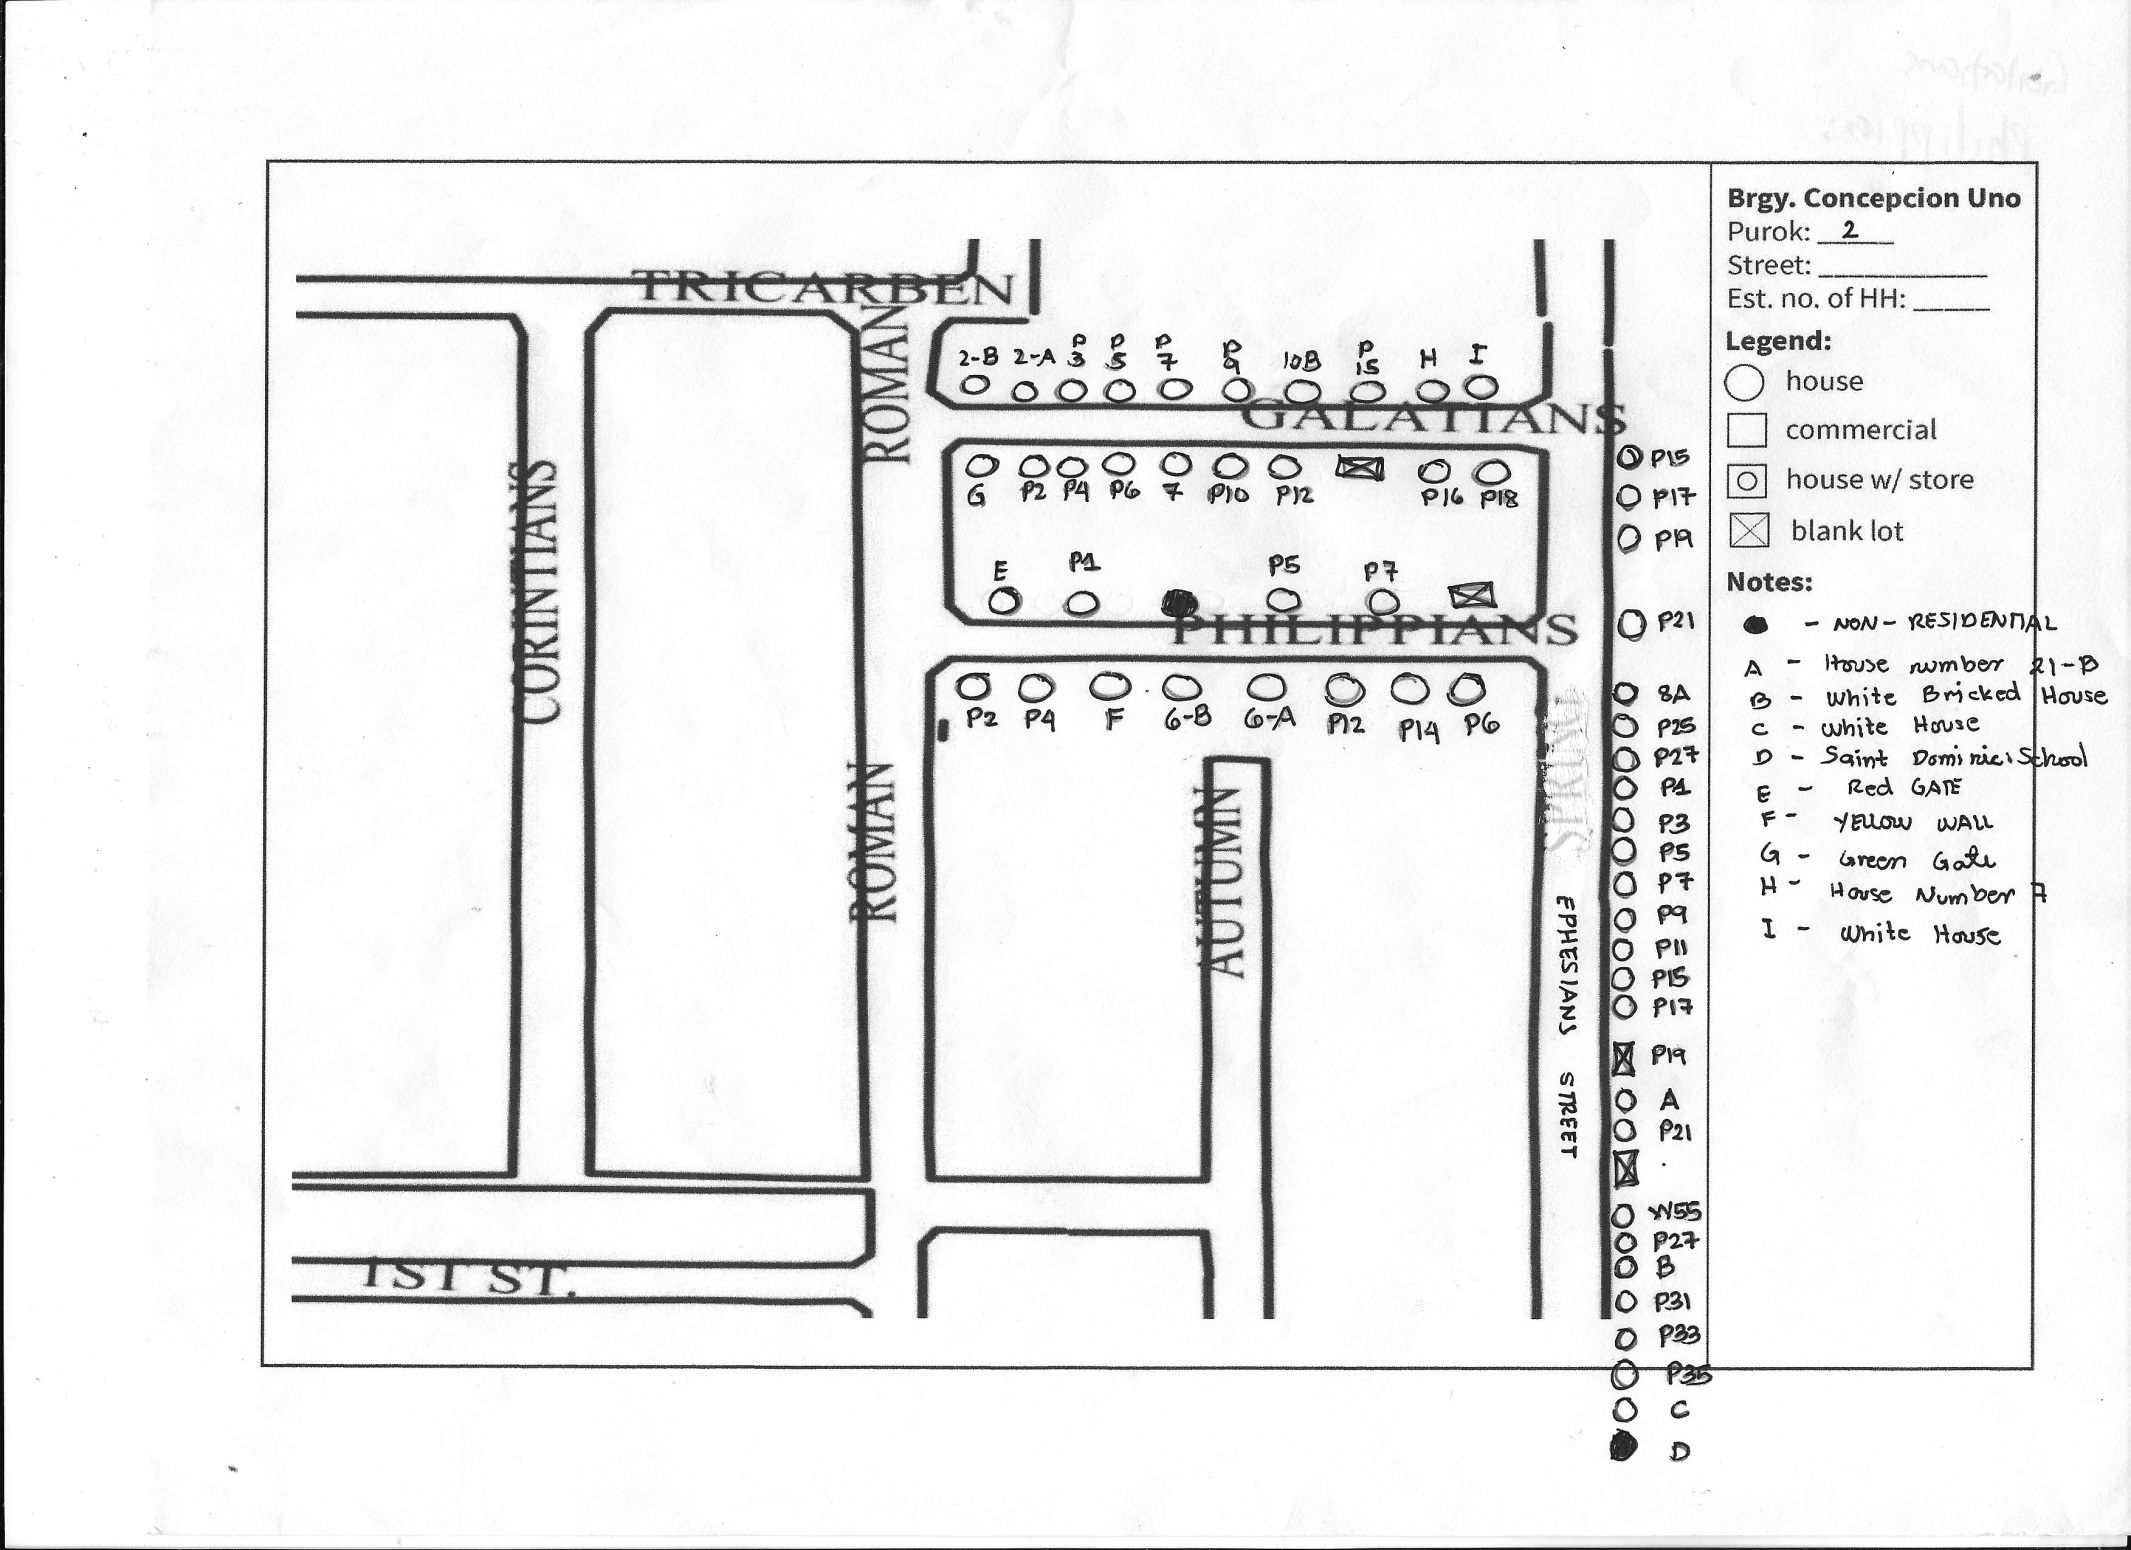 Brgy. Concepcion Uno
Purok: 2
Street:
Est. no. of HH:
Legend:
house
commercial
house w/ store
blank lot
Notes:
- NON-RESIDENTIAL
A - House number 21-B
B - White Bricked House
C - White House
D - Saint Dominic School
E - Red GATE
F - YELLOW WALL
G - Green Gate
H - House Number 7
I - White House
TRICARBEN
ROMAN
CORINTIANS
2-B 2-A P3 P5 P7 P9 10B P15 H I
GALATIANS
G P2 P4 P6 7 P10 P12 P16 P18
E P1 P5 P7
PHILIPPIANS
P2 P4 F 6-B 6-A P12 P14 P6
ROMAN
AUTUMN
SPRING
EPHESIANS STREET
1ST ST.
P15
P17
P19
P21
8A
P25
P27
P1
P3
P5
P7
P9
P11
P15
P17
P19
A
P21
W55
P27
B
P31
P33
P35
C
D